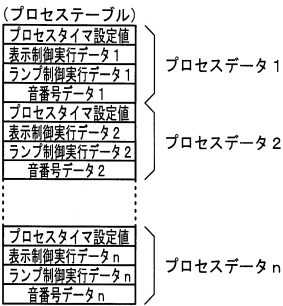 (プロセステーブル)
プロセスタイマ設定値
表示制御実行データ1
ランプ制御実行データ1
音番号データ1
プロセスデータ1
プロセスタイマ設定値
表示制御実行データ2
ランプ制御実行データ2
音番号データ2
プロセスデータ2
プロセスタイマ設定値
表示制御実行データn
ランプ制御実行データn
音番号データn
プロセスデータn